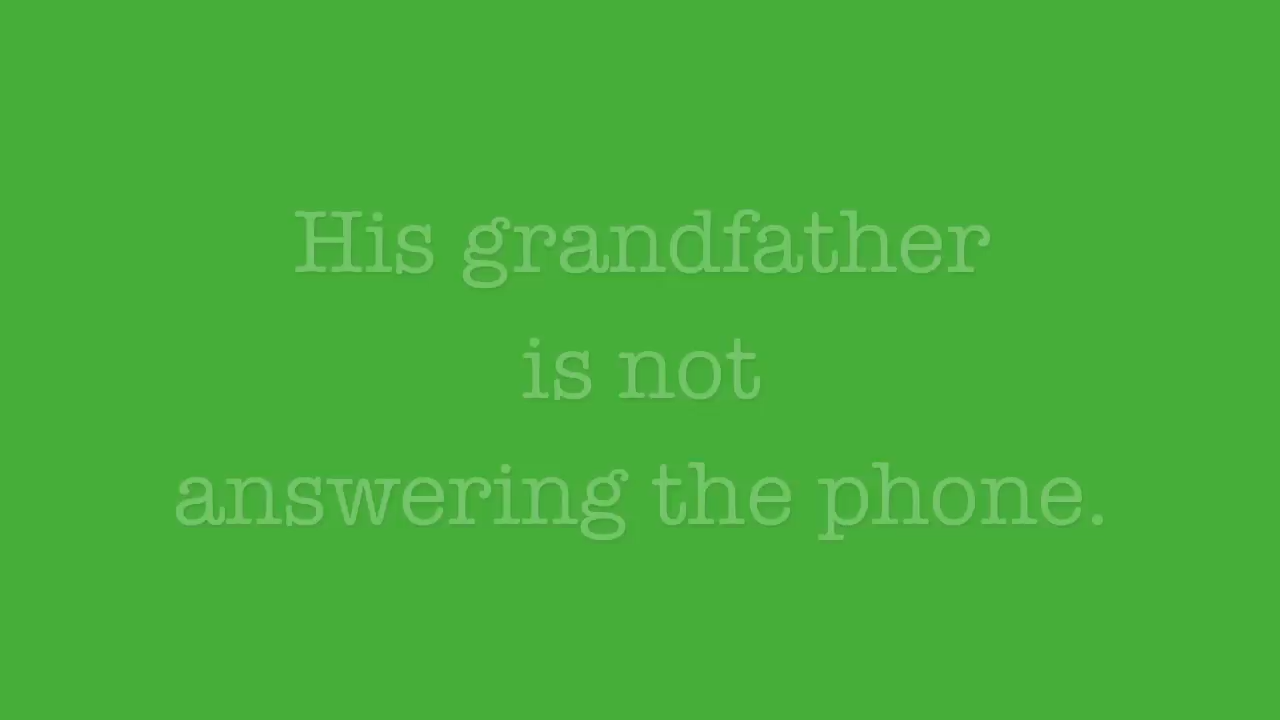 His grandfather
is not
answering the phone.